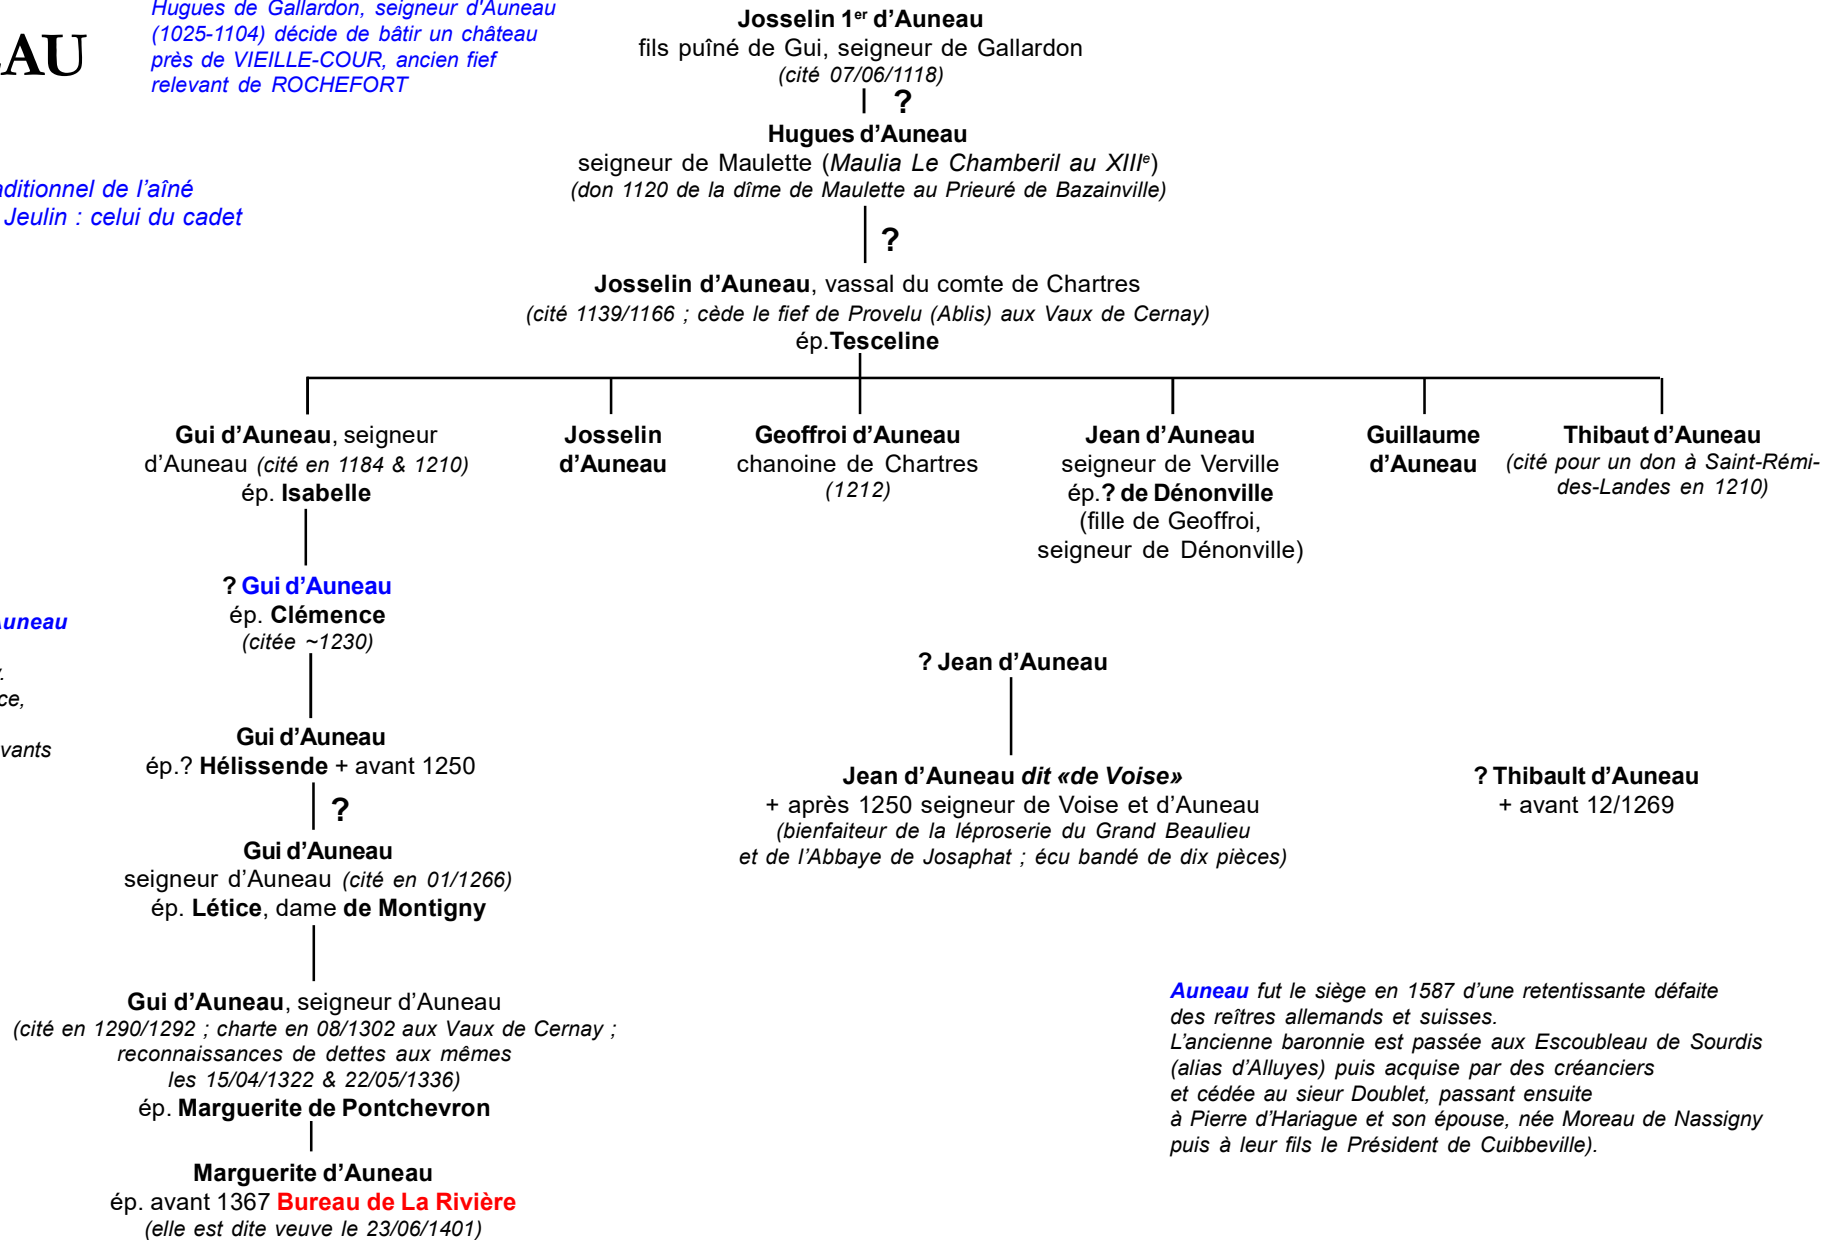 Hugues de Gallardon, seigneur d'Auneau
(1025-1104) décide de bâtir un château
près de VIEILLE-COUR, ancien fief
relevant de ROCHEFORT
AU
Josselin 1er d’Auneau
fils puîné de Gui, seigneur de Gallardon
(cité 07/06/1118)
?
Hugues d’Auneau
seigneur de Maulette (Maulia Le Chamberil au XIIIe)
(don 1120 de la dîme de Maulette au Prieuré de Bazainville)
aditionnel de l’aîné
Jeulin : celui du cadet
?
Josselin d’Auneau, vassal du comte de Chartres
(cité 1139/1166 ; cède le fief de Provelu (Ablis) aux Vaux de Cernay)
ép.Tesceline
Gui d’Auneau, seigneur
d’Auneau (cité en 1184 & 1210)
ép. Isabelle
Josselin
d’Auneau
Geoffroi d’Auneau
chanoine de Chartres
(1212)
Jean d’Auneau
seigneur de Verville
ép.? de Dénonville
(fille de Geoffroi,
seigneur de Dénonville)
Guillaume
d’Auneau
Thibaut d’Auneau
(cité pour un don à Saint-Rémi-
des-Landes en 1210)
? Gui d’Auneau
ép. Clémence
(citée ~1230)
Auneau
ce,
vants
? Jean d’Auneau
Gui d’Auneau
ép.? Hélissende + avant 1250
?
Jean d’Auneau dit «de Voise»
+ après 1250 seigneur de Voise et d’Auneau
(bienfaiteur de la léproserie du Grand Beaulieu
et de l’Abbaye de Josaphat ; écu bandé de dix pièces)
? Thibault d’Auneau
+ avant 12/1269
Gui d’Auneau
seigneur d’Auneau (cité en 01/1266)
ép. Létice, dame de Montigny
Gui d’Auneau, seigneur d’Auneau
(cité en 1290/1292 ; charte en 08/1302 aux Vaux de Cernay ;
reconnaissances de dettes aux mêmes
les 15/04/1322 & 22/05/1336)
ép. Marguerite de Pontchevron
Marguerite d’Auneau
ép. avant 1367 Bureau de La Rivière
(elle est dite veuve le 23/06/1401)
Auneau fut le siège en 1587 d’une retentissante défaite
des reîtres allemands et suisses.
L’ancienne baronnie est passée aux Escoubleau de Sourdis
(alias d’Alluyes) puis acquise par des créanciers
et cédée au sieur Doublet, passant ensuite
à Pierre d’Hariague et son épouse, née Moreau de Nassigny
puis à leur fils le Président de Cuibbeville).